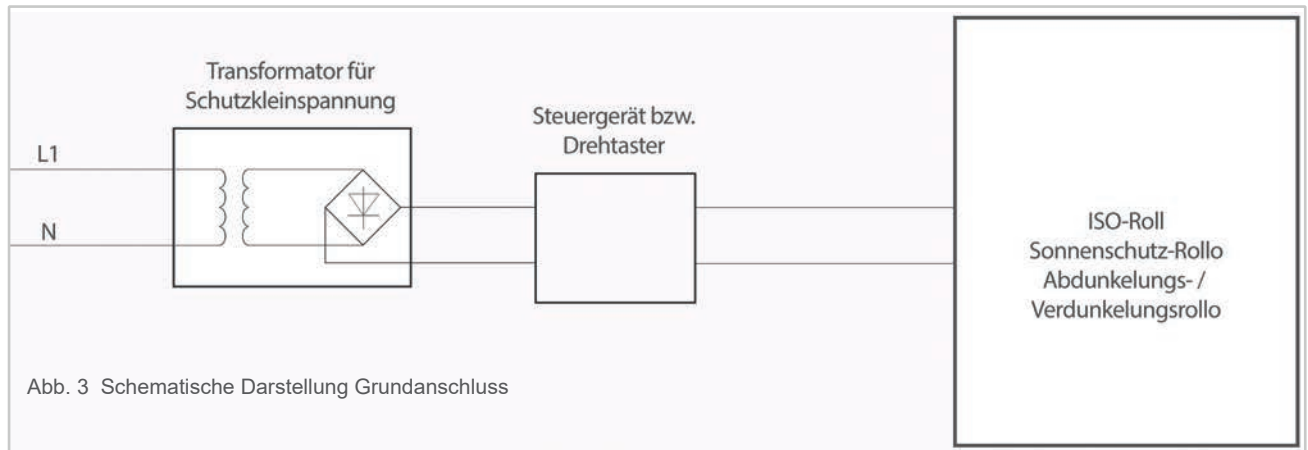 Transformator für
Schutzkleinspannung
Steuergerät bzw.
Drehtaster
L1
N
ISO-Roll
Sonnenschutz-Rollo
Abdunkelungs- /
Verdunkelungsrollo
Abb. 3 Schematische Darstellung Grundanschluss